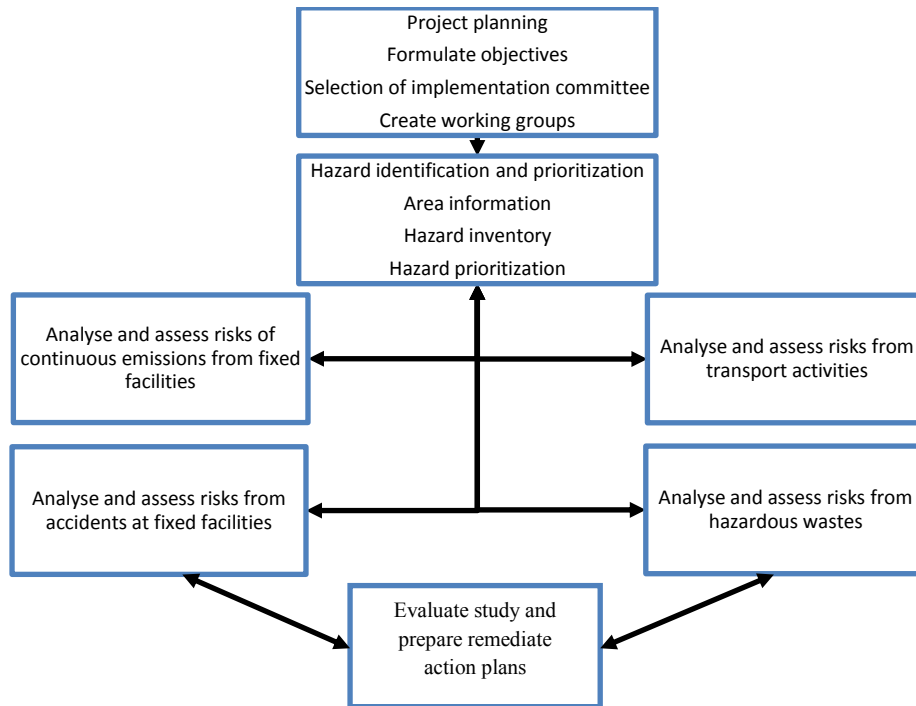 Project planning
Formulate objectives
Selection of implementation committee
Create working groups
Hazard identification and prioritization
Area information
Hazard inventory
Hazard prioritization
Analyse and assess risks of
continuous emissions from fixed
facilities
Analyse and assess risks from
transport activities
Analyse and assess risks from
accidents at fixed facilities
Analyse and assess risks from
hazardous wastes
Evaluate study and
prepare remediate
action plans